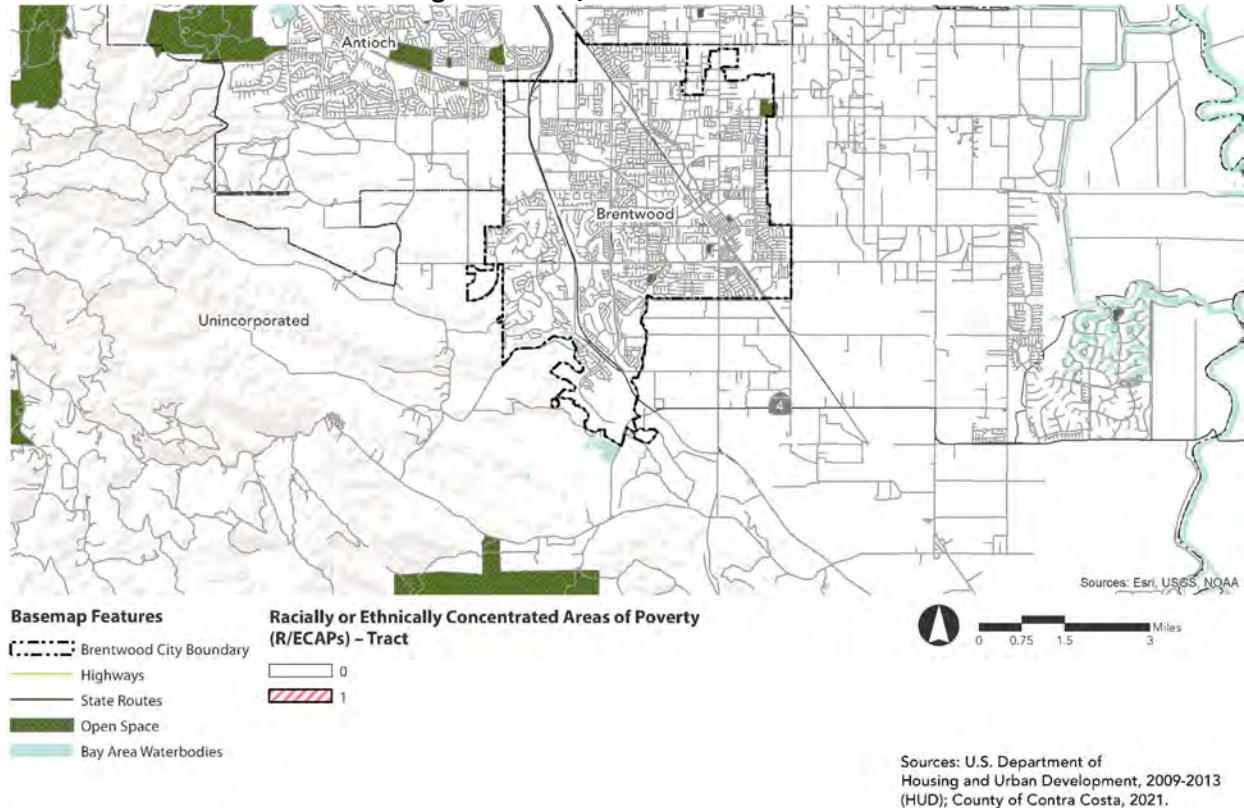 Antioch
Brentwood
Unincorporated
4
Sources: Esri, USGS, NOAA
Basemap Features
Brentwood City Boundary
Highways
State Routes
Open Space
Bay Area Waterbodies
Racially or Ethnically Concentrated Areas of Poverty
(R/ECAPs) – Tract
0
1
0 0.75 1.5 3 Miles
Sources: U.S. Department of
Housing and Urban Development, 2009-2013
(HUD); County of Contra Costa, 2021.